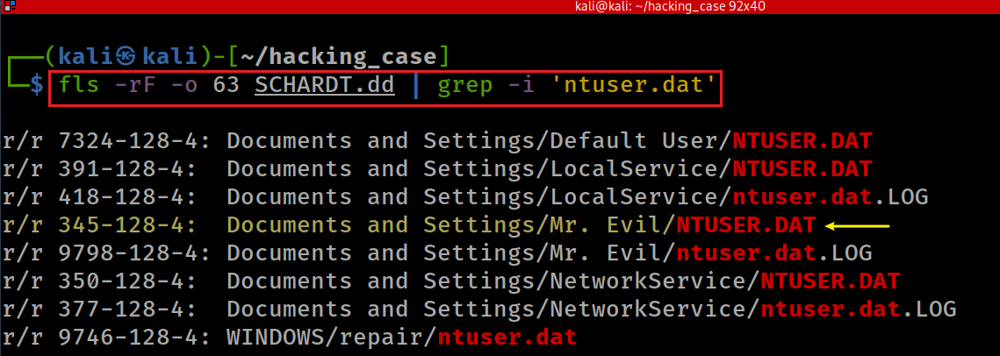 kali@kali: ~/hacking_case 92x40
┌──(kali㉿kali)-[~/hacking_case]
└─$ fls -rF -o 63 SCHARDT.dd | grep -i 'ntuser.dat'
r/r 7324-128-4: Documents and Settings/Default User/NTUSER.DAT
r/r 391-128-4:  Documents and Settings/LocalService/NTUSER.DAT
r/r 418-128-4:  Documents and Settings/LocalService/ntuser.dat.LOG
r/r 345-128-4:  Documents and Settings/Mr. Evil/NTUSER.DAT
r/r 9798-128-4: Documents and Settings/Mr. Evil/ntuser.dat.LOG
r/r 350-128-4:  Documents and Settings/NetworkService/NTUSER.DAT
r/r 377-128-4:  Documents and Settings/NetworkService/ntuser.dat.LOG
r/r 9746-128-4: WINDOWS/repair/ntuser.dat